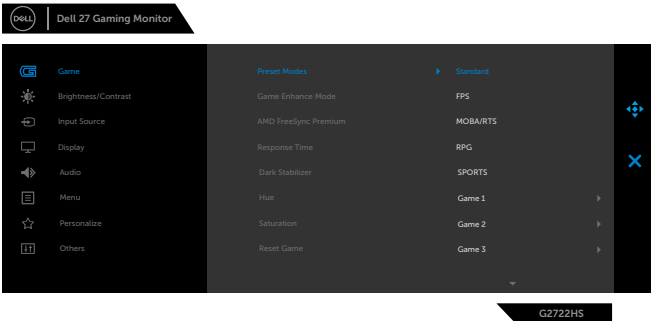 DELL
Dell 27 Gaming Monitor
Game
Preset Modes
Standard
Brightness/Contrast
Game Enhance Mode
FPS
Input Source
AMD FreeSync Premium
MOBA/RTS
Display
Response Time
RPG
Audio
Dark Stabilizer
SPORTS
Menu
Hue
Game 1
Personalize
Saturation
Game 2
Others
Reset Game
Game 3
G2722HS